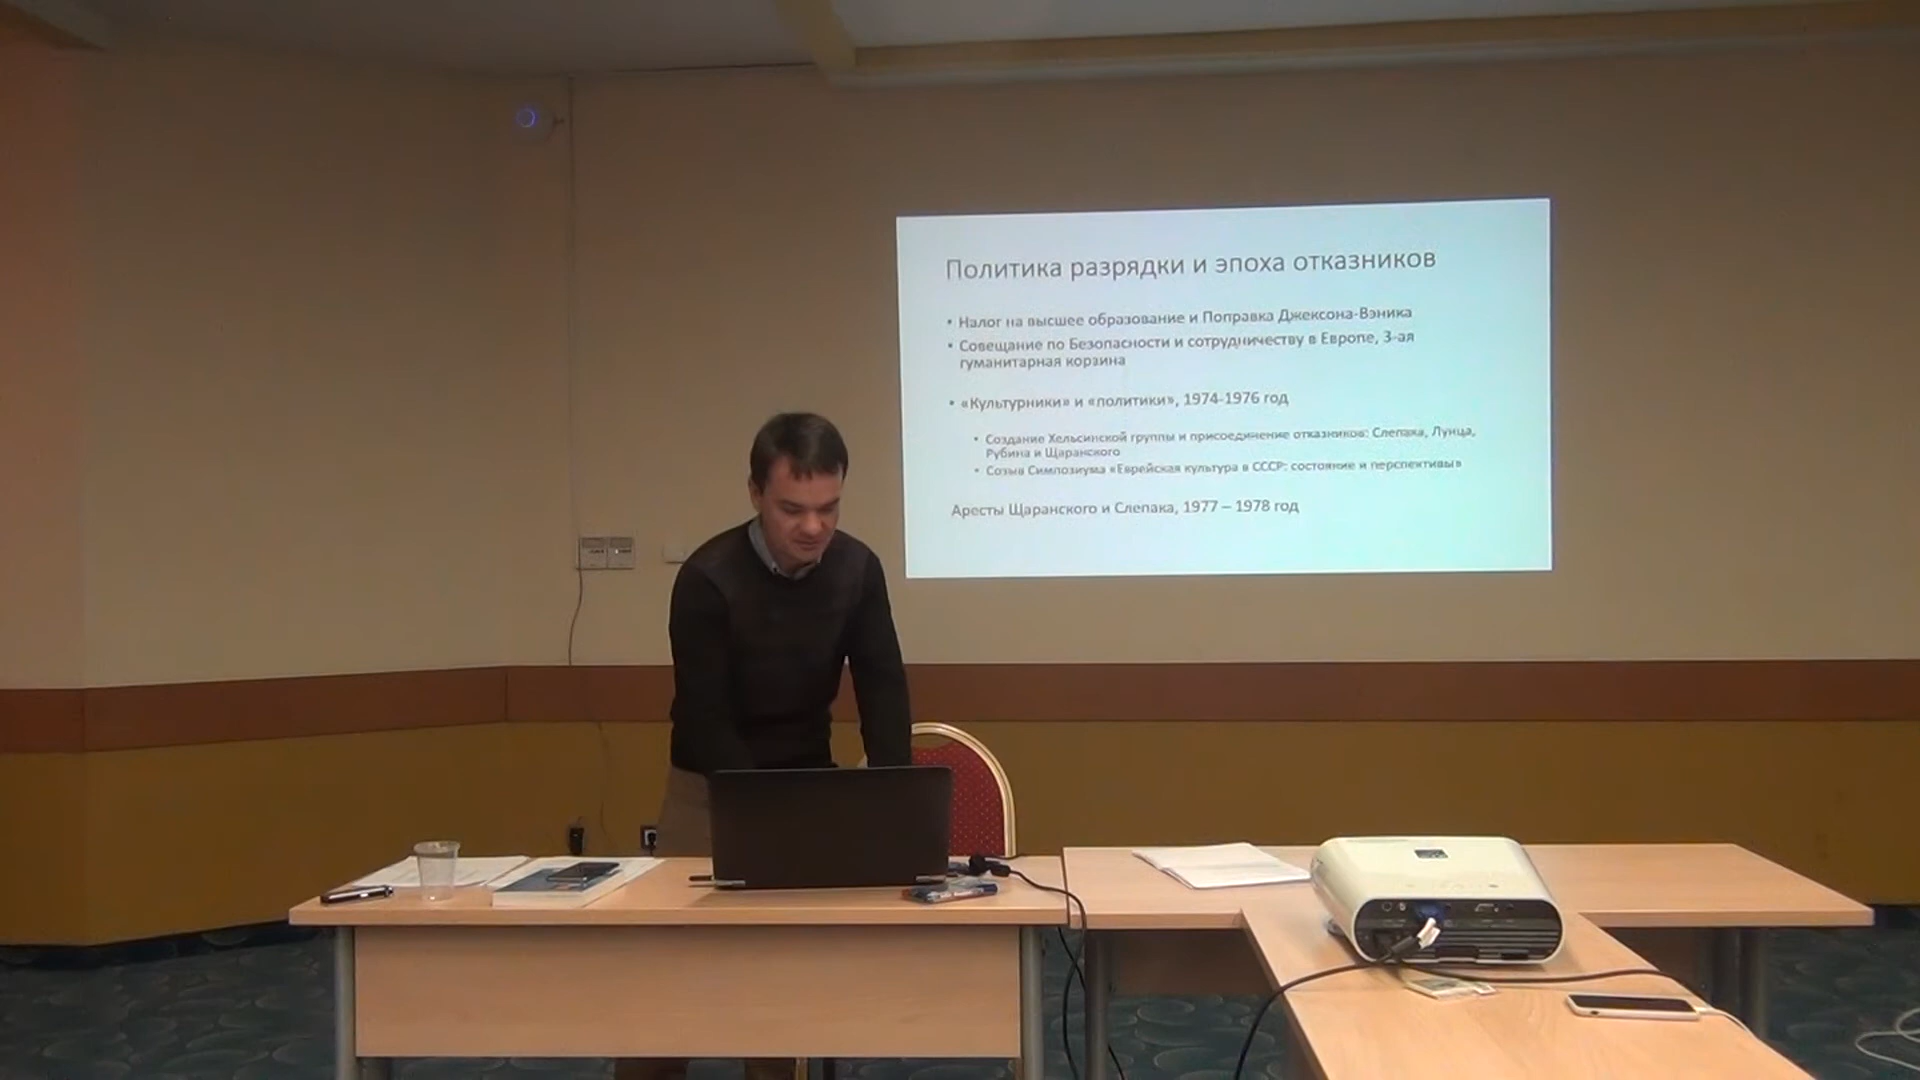 Политика разрядки и эпоха отказников
• Налог на высшее образование и Поправка Джексона-Вэника
• Совещание по Безопасности и сотрудничеству в Европе, 3-ая
гуманитарная корзина
• «Культурники» и «политики», 1974-1976 год
• Создание Хельсинской группы и присоединение отказников: Слепака, Лунца,
Рубина и Щаранского
• Созыв Симпозиума «Еврейская культура в СССР: состояние и перспективы»
Аресты Щаранского и Слепака, 1977 – 1978 год